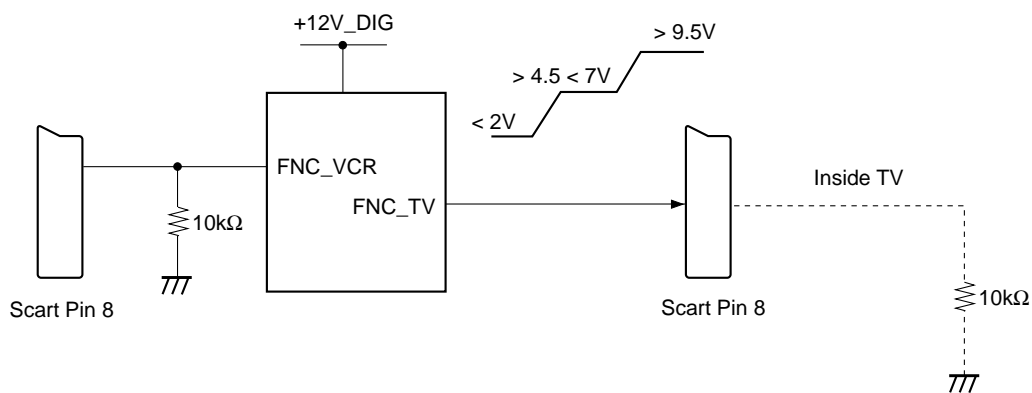 +12V_DIG
> 9.5V
> 4.5 < 7V
< 2V
FNC_VCR
Inside TV
FNC_TV
10kΩ
Scart Pin 8
Scart Pin 8
10kΩ